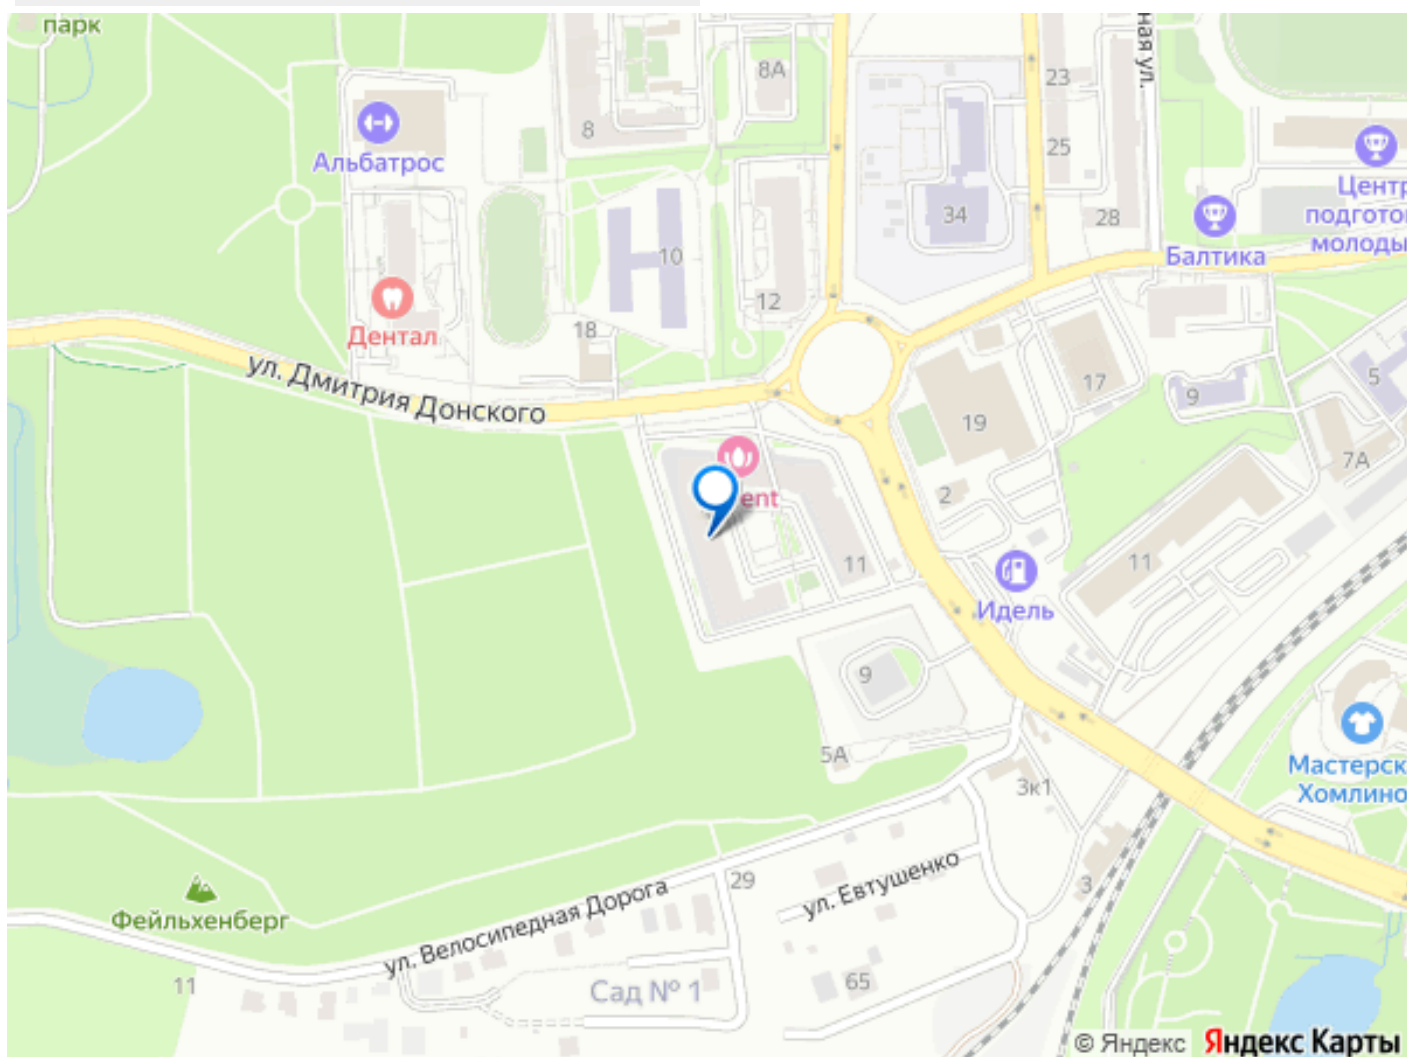 парк
ная ул.
8А
23
8
25
Альбатрос
Центр
подгото
молоды
34
28
Балтика
10
12
18
Дентал
ул. Дмитрия Донского
17
9
5
19
7А
ent
2
11
11
Идель
9
5А
3к1
Мастерск
Хомлино
29
ул. Евтушенко
3
Фейльхенберг
ул. Велосипедная Дорога
11
Сад № 1
65
© Яндекс Яндекс Карты